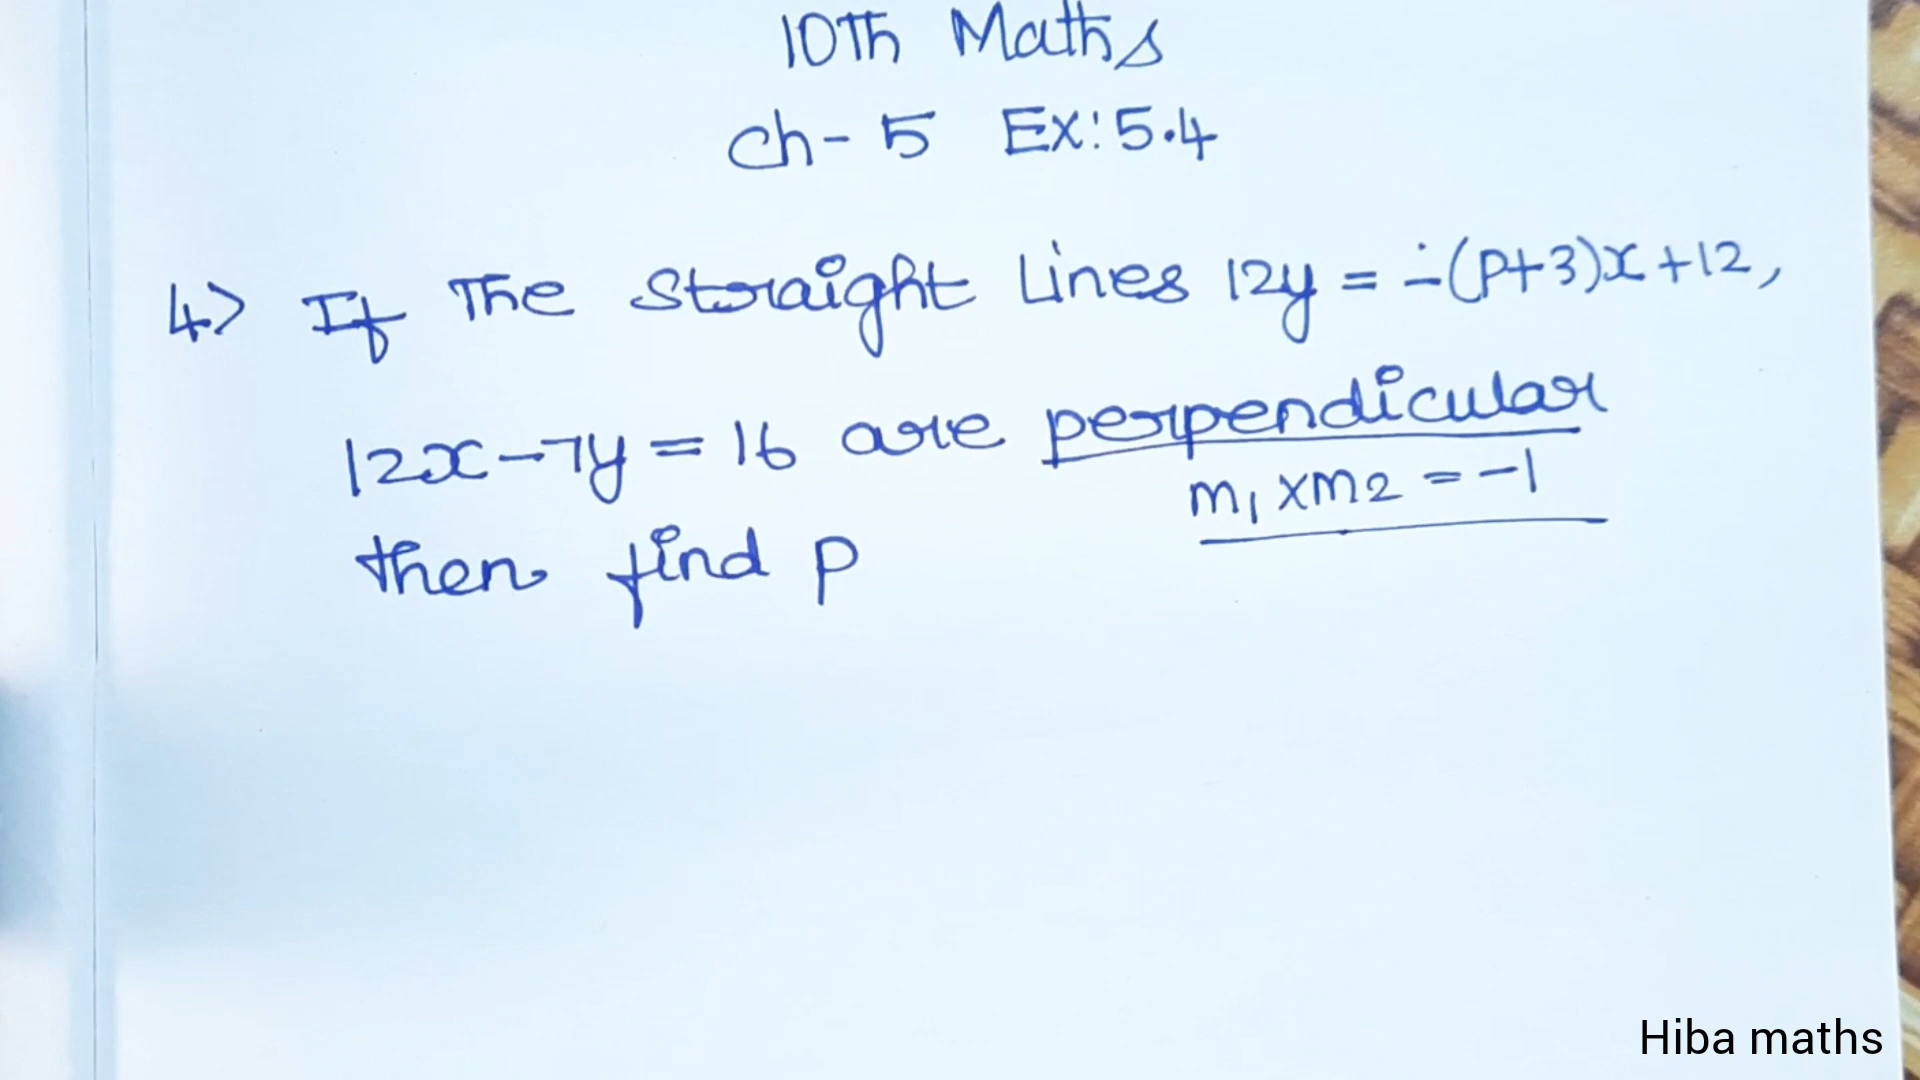 10Th Maths
Ch - 5 Ex: 5.4
4> If The Straight Lines 12y = -(P+3)x +12,
12x - 7y = 16 are perpendicular
m₁ x m₂ = -1
then find P
Hiba maths